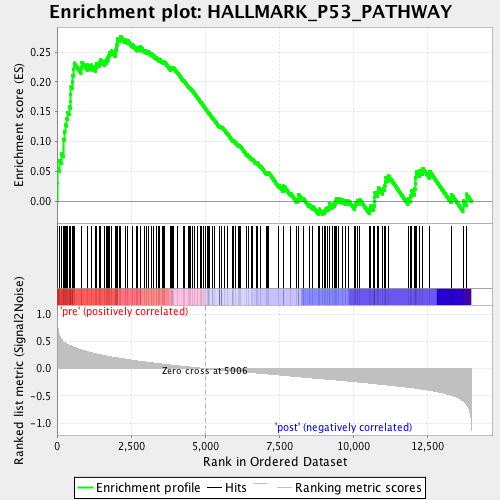 Enrichment plot: HALLMARK_P53_PATHWAY
Enrichment score (ES)
0.25
0.20
0.15
0.10
0.05
0.00
'pre' (positively correlated)
Ranked list metric (Signal2Noise)
1.0
0.5
0.0
-0.5
-1.0
Zero cross at 5006
'post' (negatively correlated)
0
2,500
5,000
7,500
10,000
12,500
Rank in Ordered Dataset
Enrichment profile
Hits
Ranking metric scores